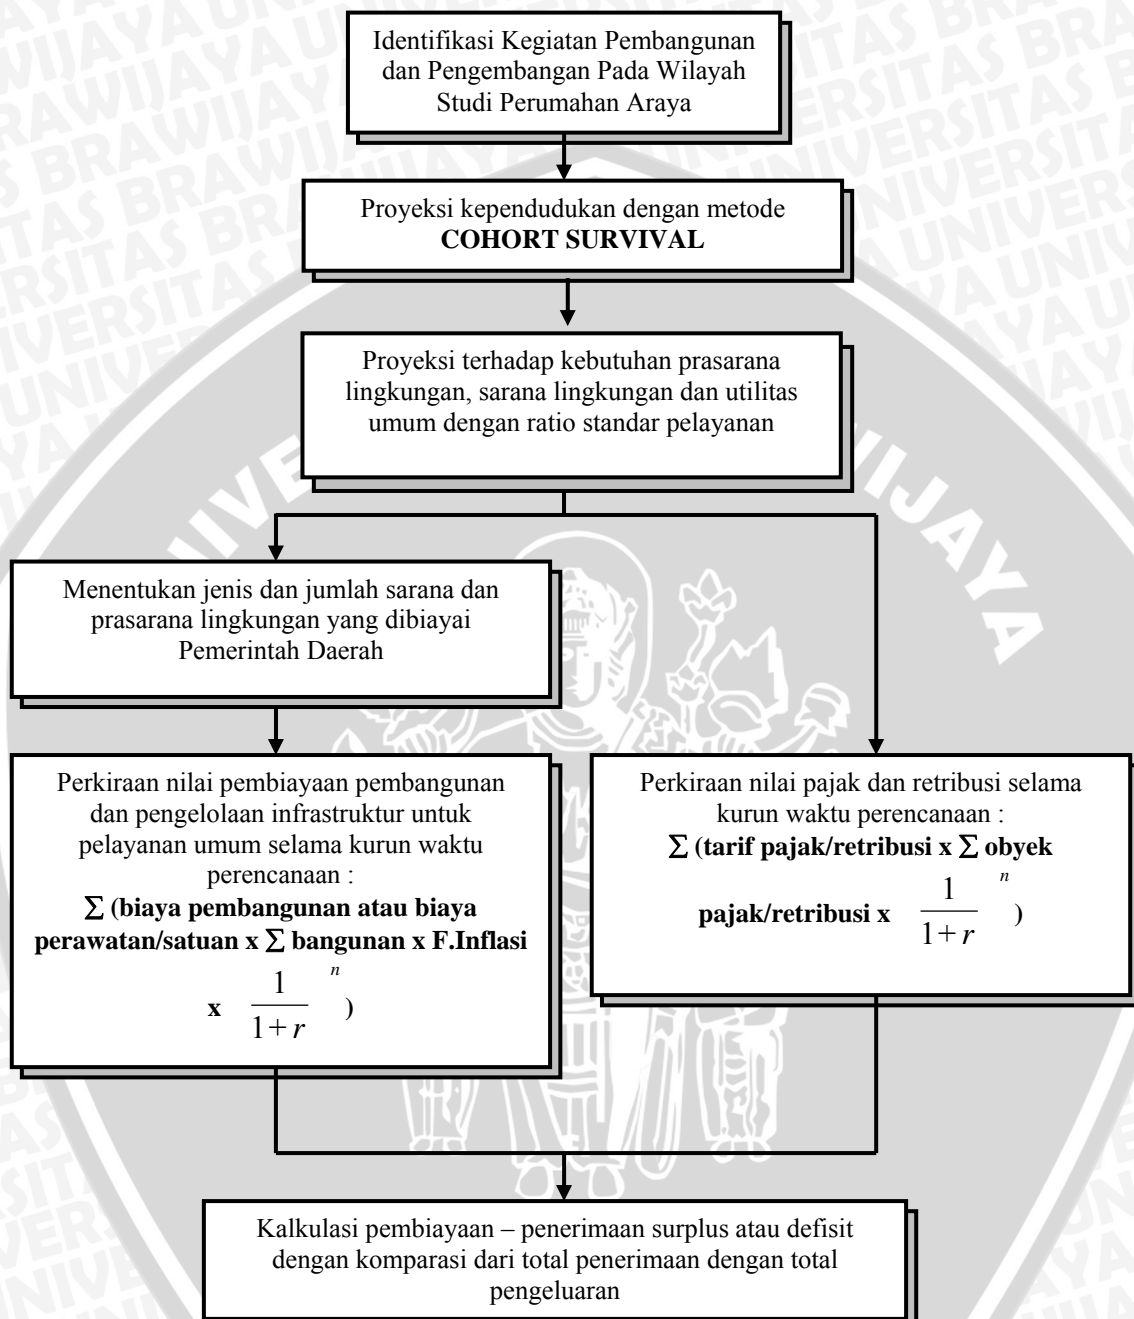 Identifikasi Kegiatan Pembangunan
dan Pengembangan Pada Wilayah
Studi Perumahan Araya
Proyeksi kependudukan dengan metode
COHORT SURVIVAL
Proyeksi terhadap kebutuhan prasarana
lingkungan, sarana lingkungan dan utilitas
umum dengan ratio standar pelayanan
Menentukan jenis dan jumlah sarana dan
prasarana lingkungan yang dibiayai
Pemerintah Daerah
Perkiraan nilai pembiayaan pembangunan
dan pengelolaan infrastruktur untuk
pelayanan umum selama kurun waktu
perencanaan :
∑ (biaya pembangunan atau biaya
perawatan/satuan x ∑ bangunan x F.Inflasi
x 1/(1+r) ^n )
Perkiraan nilai pajak dan retribusi selama
kurun waktu perencanaan :
∑ (tarif pajak/retribusi x ∑ obyek
pajak/retribusi x 1/(1+r) ^n )
Kalkulasi pembiayaan – penerimaan surplus atau defisit
dengan komparasi dari total penerimaan dengan total
pengeluaran